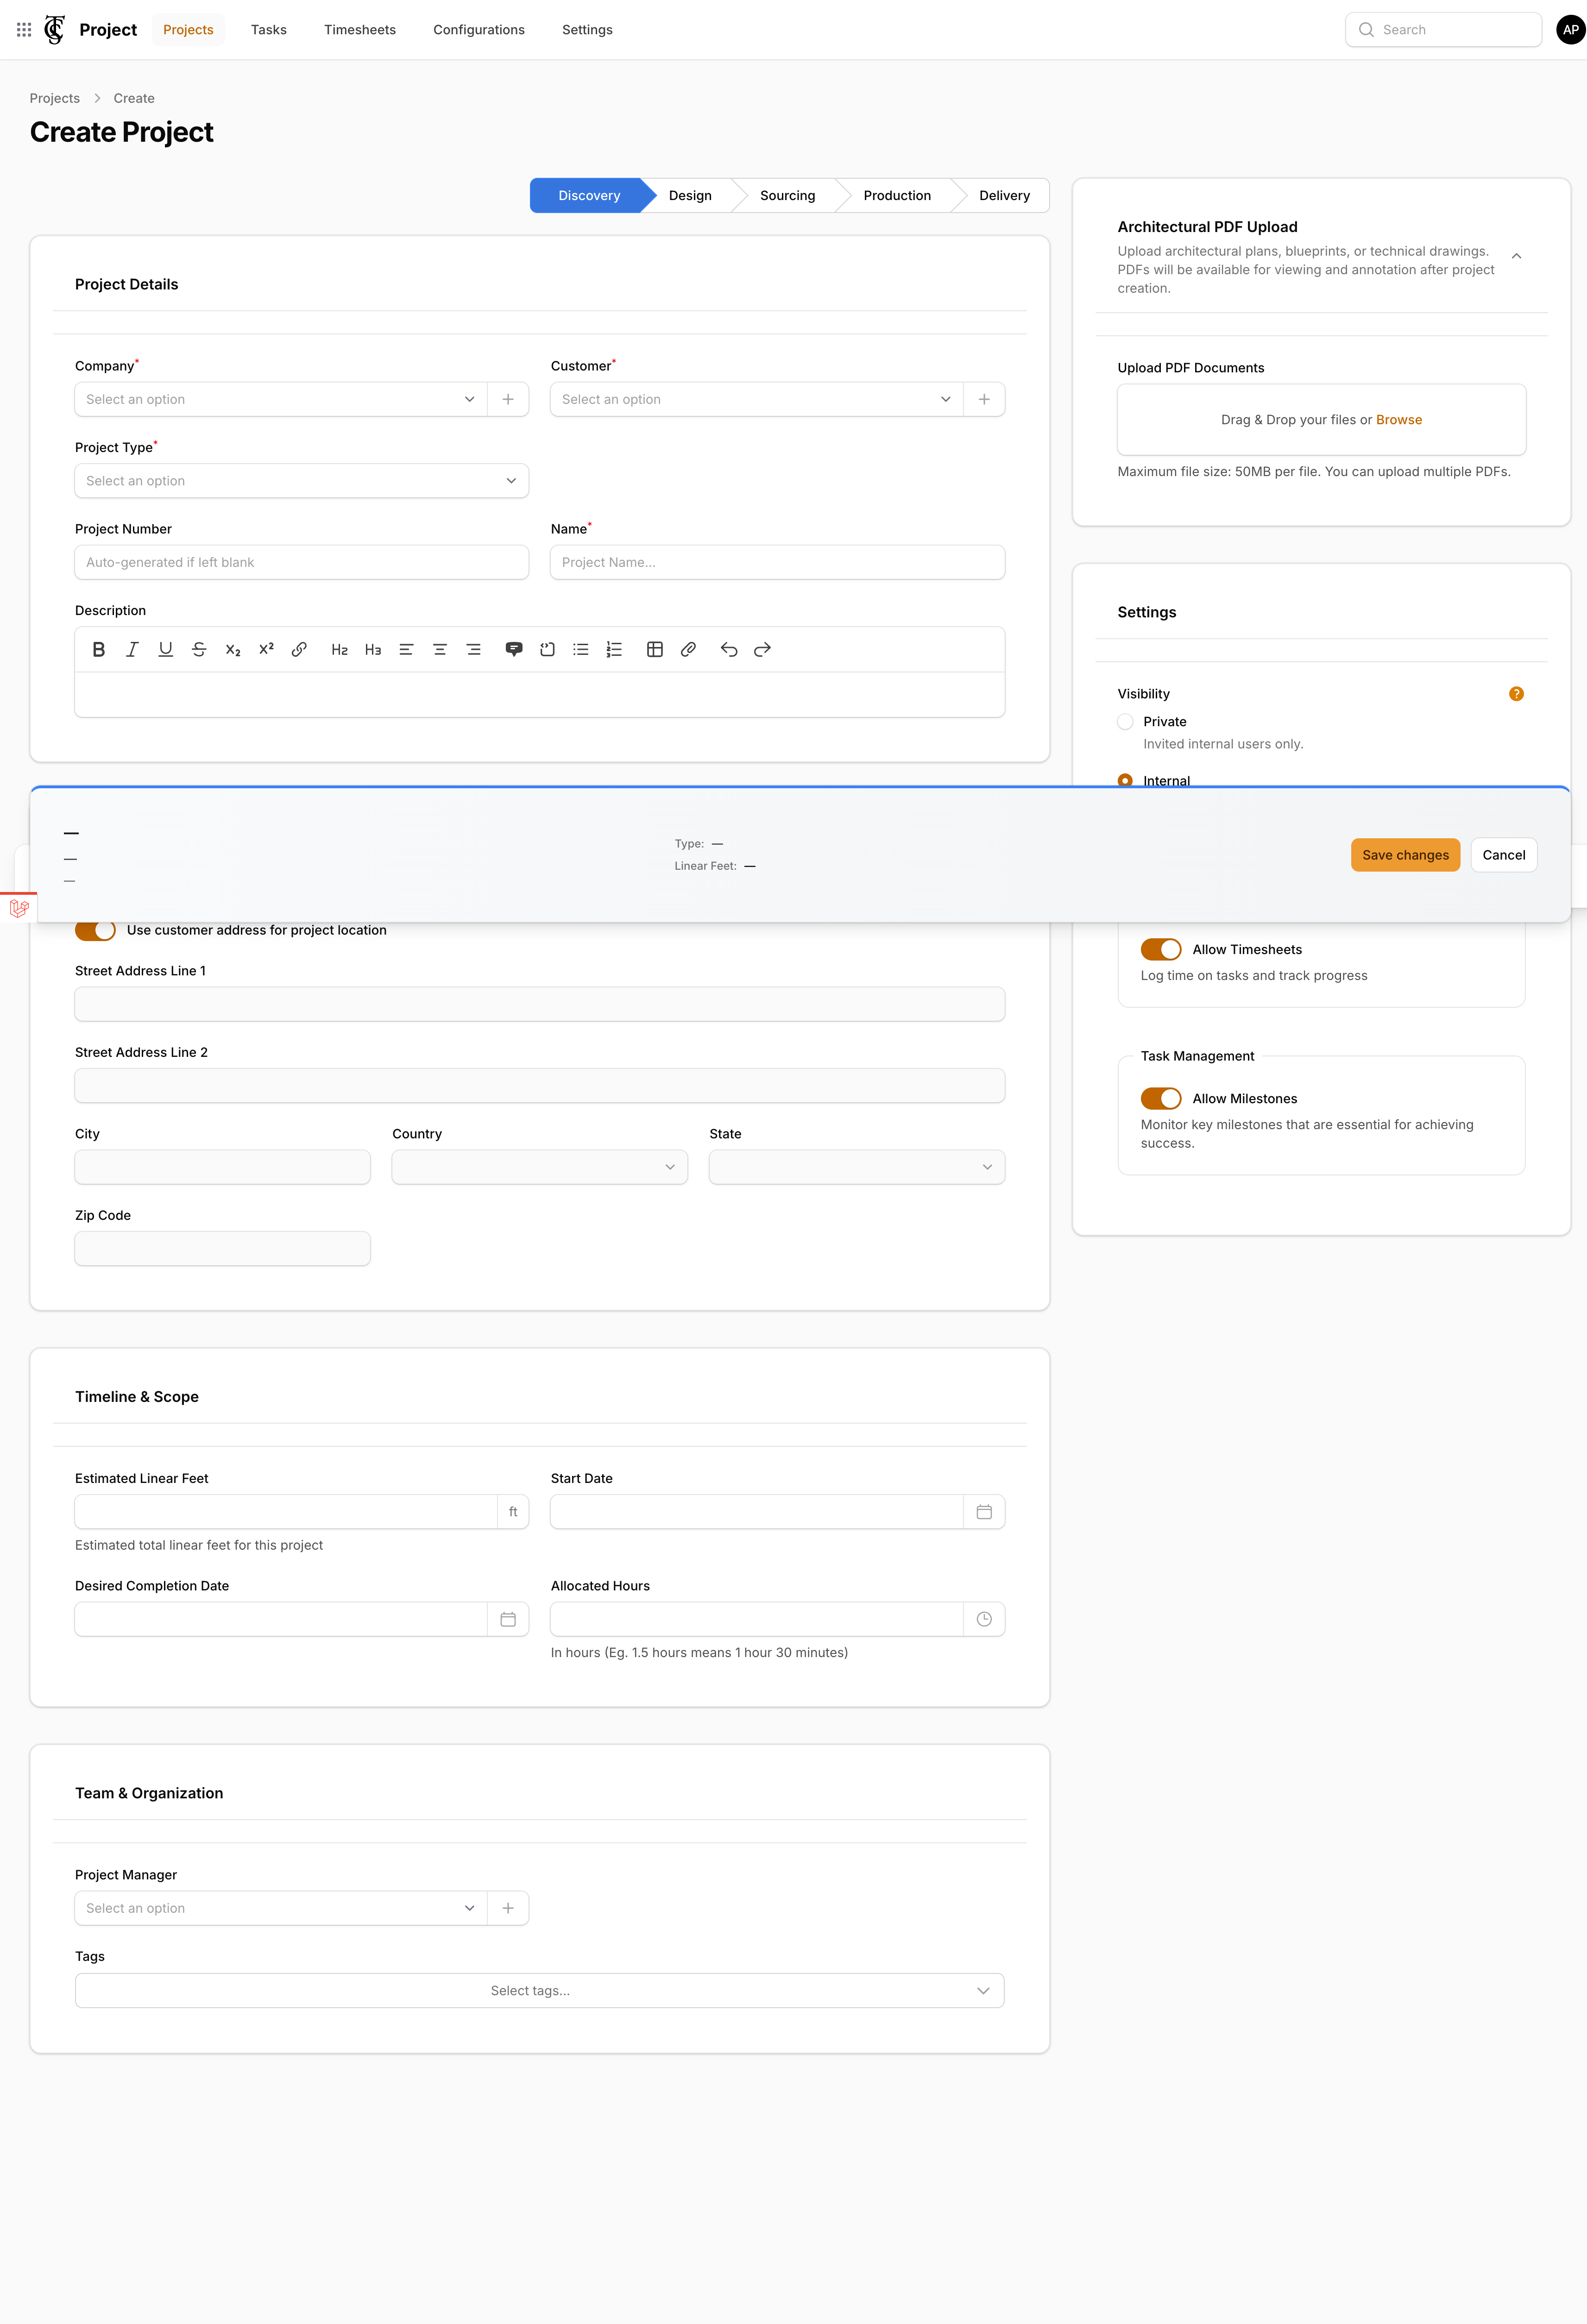 Project
Projects
Tasks
Timesheets
Configurations
Settings
Search
AP
Projects
Create
Create Project
Discovery
Design
Sourcing
Production
Delivery
Project Details
Company*
Customer*
Select an option
Select an option
Project Type*
Select an option
Project Number
Name*
Auto-generated if left blank
Project Name...
Description
H2
H3
—
—
—
Type: —
Linear Feet: —
Save changes
Cancel
Use customer address for project location
Street Address Line 1
Street Address Line 2
City
Country
State
Zip Code
Timeline & Scope
Estimated Linear Feet
Start Date
ft
Estimated total linear feet for this project
Desired Completion Date
Allocated Hours
In hours (Eg. 1.5 hours means 1 hour 30 minutes)
Team & Organization
Project Manager
Select an option
Tags
Select tags...
Architectural PDF Upload
Upload architectural plans, blueprints, or technical drawings.
PDFs will be available for viewing and annotation after project
creation.
Upload PDF Documents
Drag & Drop your files or Browse
Maximum file size: 50MB per file. You can upload multiple PDFs.
Settings
Visibility
?
Private
Invited internal users only.
Internal
Allow Timesheets
Log time on tasks and track progress
Task Management
Allow Milestones
Monitor key milestones that are essential for achieving
success.